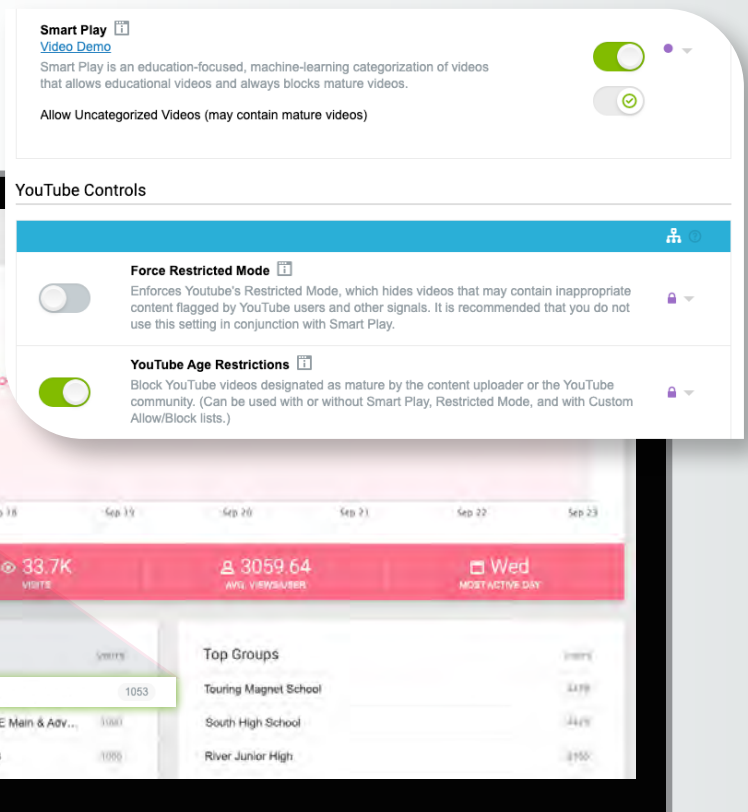 Smart Play
Video Demo
Smart Play is an education-focused, machine-learning categorization of videos
that allows educational videos and always blocks mature videos.
Allow Uncategorized Videos (may contain mature videos)
YouTube Controls
Force Restricted Mode
Enforces Youtube's Restricted Mode, which hides videos that may contain inappropriate
content flagged by YouTube users and other signals. It is recommended that you do not
use this setting in conjunction with Smart Play.
YouTube Age Restrictions
Block YouTube videos designated as mature by the content uploader or the YouTube
community. (Can be used with or without Smart Play, Restricted Mode, and with Custom
Allow/Block lists.)
Sep 19 Sep 20 Sep 21 Sep 22 Sep 23
33.7K 3059.64 Wed
VISITS AVG. VIEWS/USER MOST ACTIVE DAY
Top Groups
1053 Touring Magnet School
E Main & Adv... South High School
River Junior High